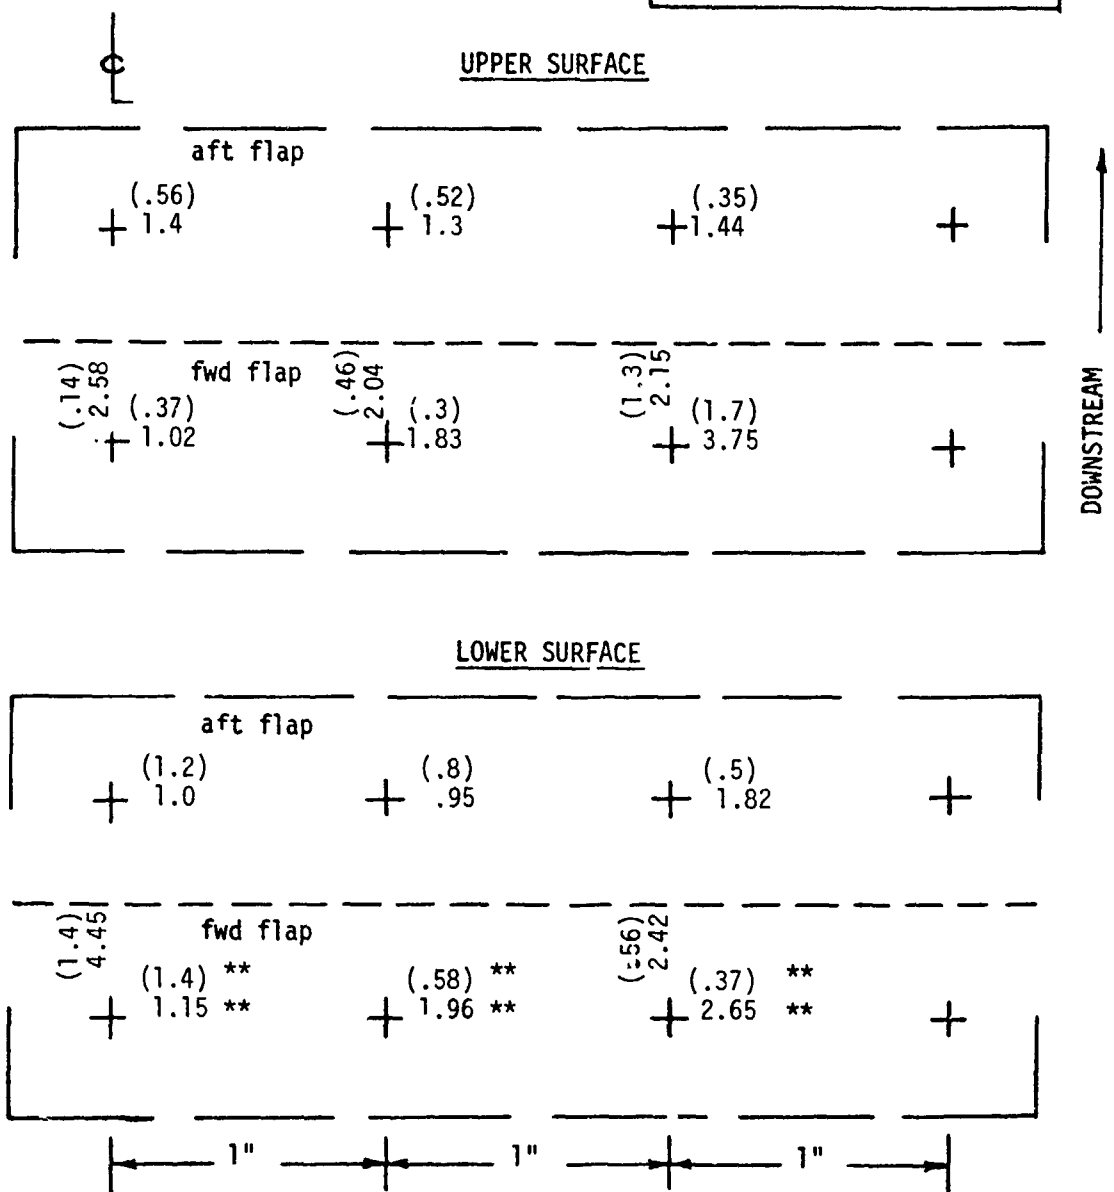 ℄
UPPER SURFACE
aft flap
(.56) (.52) (.35)
1.4 1.3 1.44
fwd flap
(.14)
2.58
(.46)
2.04
(1.3)
2.15
(.37) (.3) (1.7)
1.02 1.83 3.75
DOWNSTREAM
LOWER SURFACE
aft flap
(1.2) (.8) (.5)
1.0 .95 1.82
fwd flap
(1.4)
4.45
(.56)
2.42
(1.4) ** (.58) ** (.37) **
1.15 ** 1.96 ** 2.65 **
1" 1" 1"